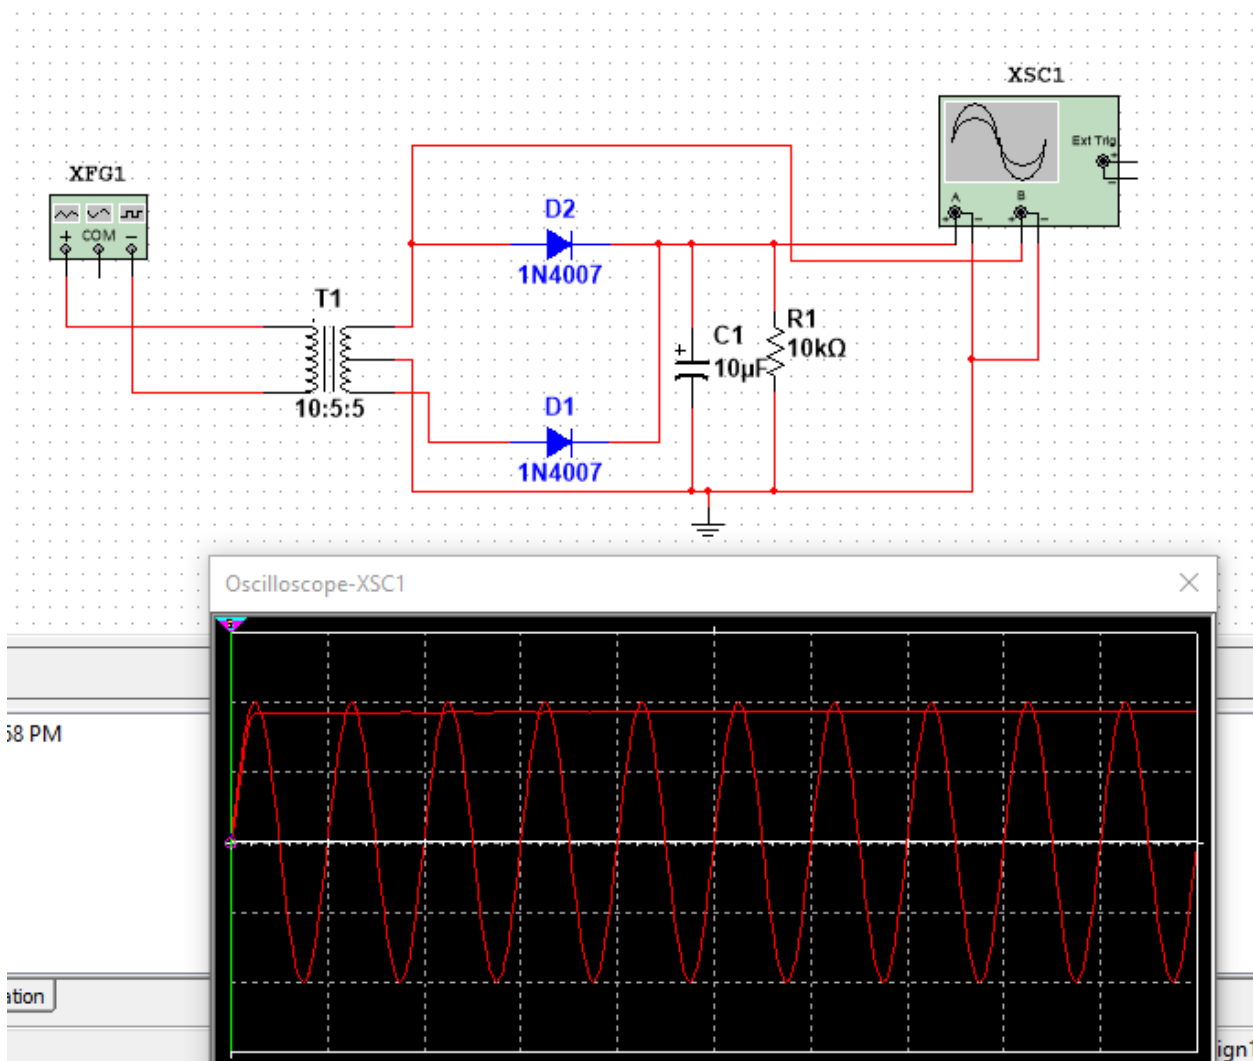 XSC1
Ext Trig
+
−
A
B
+ − + −
XFG1
+ COM −
D2
1N4007
T1
10:5:5
C1
+
10µF
R1
10kΩ
D1
1N4007
Oscilloscope-XSC1
58 PM
ation
ign1